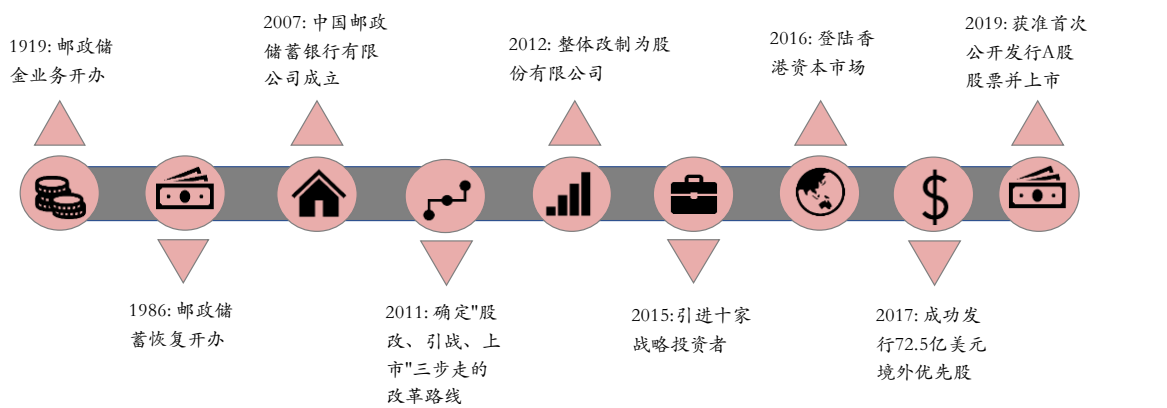 1919: 邮政储
金业务开办
1986: 邮政储
蓄恢复开办
2007: 中国邮政
储蓄银行有限
公司成立
2011: 确定"股
改、引战、上
市"三步走的
改革路线
2012: 整体改制为股
份有限公司
2015:引进十家
战略投资者
2016: 登陆香
港资本市场
2017: 成功发
行72.5亿美元
境外优先股
2019: 获准首次
公开发行A股
股票并上市